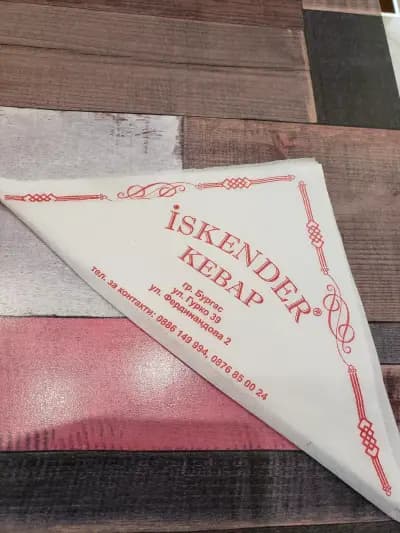 İSKENDER®
KEBAP
гр. Бургас
ул. Гурко 39
ул. Фердинандова 2
тел. за контакти: 0886 149 994, 0876 85 00 24